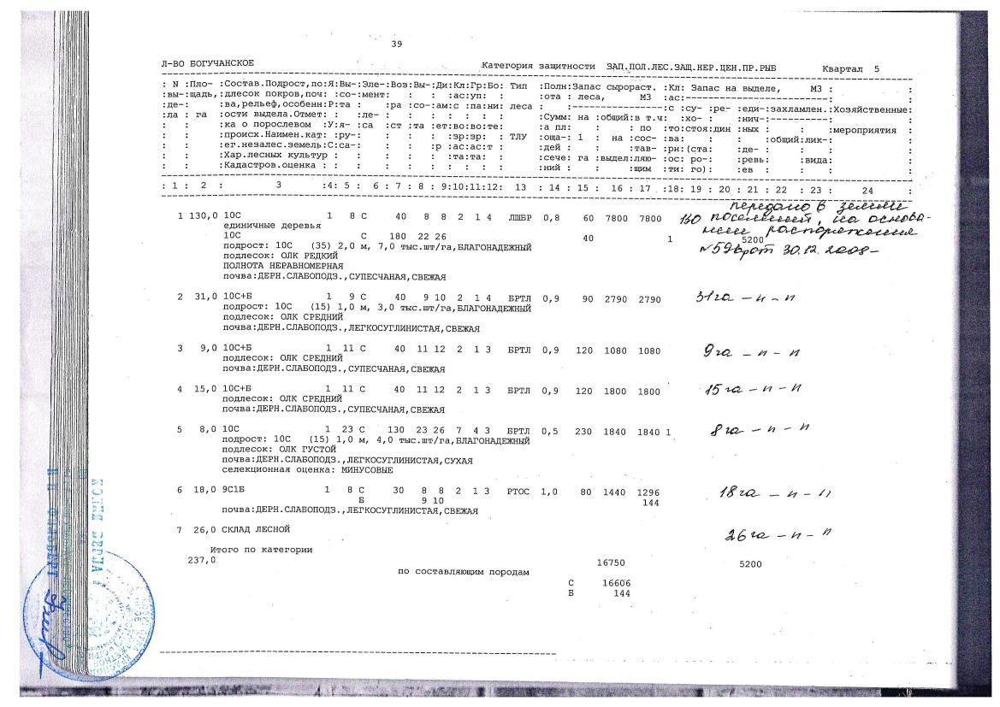 39
Л-ВО БОГУЧАНСКОЕ Категория защитности ЗАП.ПОЛ.ЛЕС.ЗАЩ.НЕР.ЦЕН.ПР.РЫБ Квартал 5
: N :Пло- :Состав.Подрост,по:Я:Вы-:Эле-:Воз:Вы-:Ди:Кл:Гр:Бо: Тип :Полн:Запас сырораст. :Кл: Запас на выделе, М3 : :
:вы-:щадь,:длесок покров,поч: :со-:мент: : : :ас:уп: : :ота : леса, М3 :ас:-----------------------: :
:де-: :ва,рельеф,особенн:Р:та : :ра :со-:ам:с :па:ни: леса : :---------------:с :су- :ре- :еди-:захламлен.:Хозяйственные:
:ла : га :ости выдела.Отмет: : :ле- : : : : : : : :Сумм: на :общий:в т.ч: :хо- : :нич-:---------: :
: : :ка о порослевом :У:я- :са :ст :та :ет:во:во:те: :а пл: : : по :то:стоя:дин :ных : : :мероприятия :
: : :происх.Наимен.кат: :ру-: : : : :зр:зр: : ТЛУ :оща-: 1 : на :сос- :ва: : : :общий:лик-: :
: : :ег.незалес.земель:С:са-: : : :р :ас:ас:т : :дей : : :тав- :рн:(ста: :де- : : : :
: : :Хар.лесных культур : : : : : : :та:та: : :сече: га :выдел:ляю- :ос: ро-: :ревь: :вида: :
: : :Кадастров.оценка : : : : : : : : : : :ний : : :щим :ти: го): :ев : : : :
: 1 : 2 : 3 :4: 5 : 6 : 7 : 8 : 9:10:11:12: 13 : 14 : 15 : 16 : 17 :18: 19 : 20 : 21 : 22 : 23 : 24 :
передано в земли
1 130,0 10С 1 8 С 40 8 8 2 1 4 ЛШБР 0,8 60 7800 7800 130 поселений, на основа-
единичные деревья нии распоряжения
10С С 180 22 26 40 1 5200
подрост: 10С (35) 2,0 м, 7,0 тыс.шт/га,БЛАГОНАДЕЖНЫЙ от 30.12.2008-
подлесок: ОЛК РЕДКИЙ
ПОЛНОТА НЕРАВНОМЕРНАЯ
почва:ДЕРН.СЛАБОПОДЗ.,СУПЕСЧАНАЯ,СВЕЖАЯ
2 31,0 10С+Б 1 9 С 40 9 10 2 1 4 БРТЛ 0,9 90 2790 2790 31га - п - п
подрост: 10С (15) 1,0 м, 3,0 тыс.шт/га,БЛАГОНАДЕЖНЫЙ
подлесок: ОЛК СРЕДНИЙ
почва:ДЕРН.СЛАБОПОДЗ.,ЛЕГКОСУГЛИНИСТАЯ,СВЕЖАЯ
3 9,0 10С+Б 1 11 С 40 11 12 2 1 3 БРТЛ 0,9 120 1080 1080 9га - п - п
подлесок: ОЛК СРЕДНИЙ
почва:ДЕРН.СЛАБОПОДЗ.,СУПЕСЧАНАЯ,СВЕЖАЯ
4 15,0 10С+Б 1 11 С 40 11 12 2 1 3 БРТЛ 0,9 120 1800 1800 15га - п - п
подлесок: ОЛК СРЕДНИЙ
почва:ДЕРН.СЛАБОПОДЗ.,СУПЕСЧАНАЯ,СВЕЖАЯ
5 8,0 10С 1 23 С 130 23 26 7 4 3 БРТЛ 0,5 230 1840 1840 1 8га - п - п
подрост: 10С (15) 1,0 м, 4,0 тыс.шт/га,БЛАГОНАДЕЖНЫЙ
подлесок: ОЛК ГУСТОЙ
почва:ДЕРН.СЛАБОПОДЗ.,ЛЕГКОСУГЛИНИСТАЯ,СУХАЯ
селекционная оценка: МИНУСОВЫЕ
6 18,0 9С1Б 1 8 С 30 8 8 2 1 3 РТОС 1,0 80 1440 1296 18га - п - п
Б 9 10 144
почва:ДЕРН.СЛАБОПОДЗ.,ЛЕГКОСУГЛИНИСТАЯ,СВЕЖАЯ
7 26,0 СКЛАД ЛЕСНОЙ 26га - п - п
Итого по категории
237,0 16750 5200
по составляющим породам
С 16606
Б 144
КОПИЯ ВЕРНА